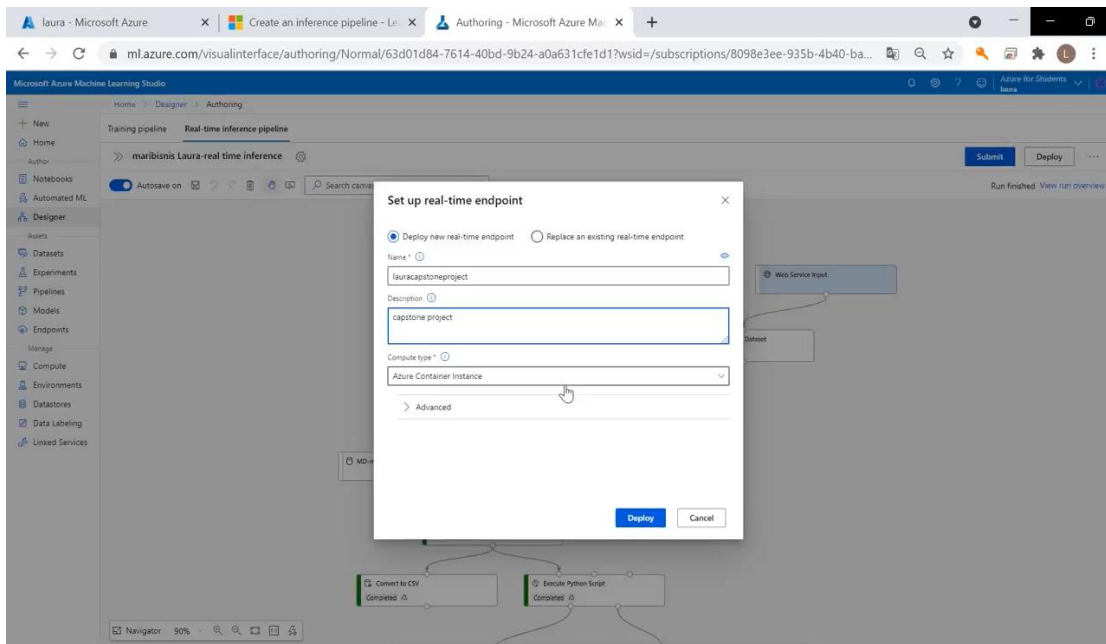 laura - Microsoft Azure
Create an inference pipeline - Le
Authoring - Microsoft Azure Mac
ml.azure.com/visualinterface/authoring/Normal/63d01d84-7614-40bd-9b24-a0a631cfe1d1?wsid=/subscriptions/8098e3ee-935b-4b40-ba...
L
Microsoft Azure Machine Learning Studio
Azure for Students
laura
Home > Designer > Authoring
New
Home
Author
Notebooks
Automated ML
Designer
Assets
Datasets
Experiments
Pipelines
Models
Endpoints
Manage
Compute
Environments
Datastores
Data Labeling
Linked Services
Training pipeline
Real-time inference pipeline
maribisnis Laura-real time inference
Submit
Deploy
Autosave on
Search canva
Run finished View run overview
Set up real-time endpoint
Deploy new real-time endpoint
Replace an existing real-time endpoint
Name *
lauracapstoneproject
Description
capstone project
Compute type *
Azure Container Instance
Advanced
Deploy
Cancel
Web Service Input
Dataset
MD-m
Convert to CSV
Completed
Execute Python Script
Completed
Navigator 90%